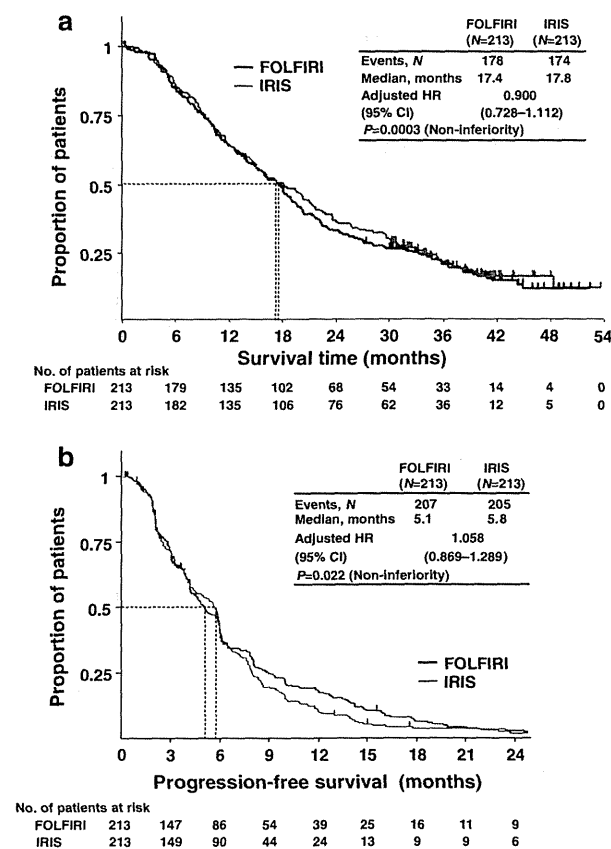 a
FOLFIRI IRIS
(N=213) (N=213)
Events, N 178 174
Median, months 17.4 17.8
Adjusted HR 0.900
(95% CI) (0.728–1.112)
P=0.0003 (Non-inferiority)
FOLFIRI
IRIS
Proportion of patients
1
0.75
0.5
0.25
0 6 12 18 24 30 36 42 48 54
Survival time (months)
No. of patients at risk
FOLFIRI 213 179 135 102 68 54 33 14 4 0
IRIS 213 182 135 106 76 62 36 12 5 0
b
FOLFIRI IRIS
(N=213) (N=213)
Events, N 207 205
Median, months 5.1 5.8
Adjusted HR 1.058
(95% CI) (0.869–1.289)
P=0.022 (Non-inferiority)
FOLFIRI
IRIS
Proportion of patients
1
0.75
0.5
0.25
0 3 6 9 12 15 18 21 24
Progression-free survival (months)
No. of patients at risk
FOLFIRI 213 147 86 54 39 25 16 11 9
IRIS 213 149 90 44 24 13 9 9 6